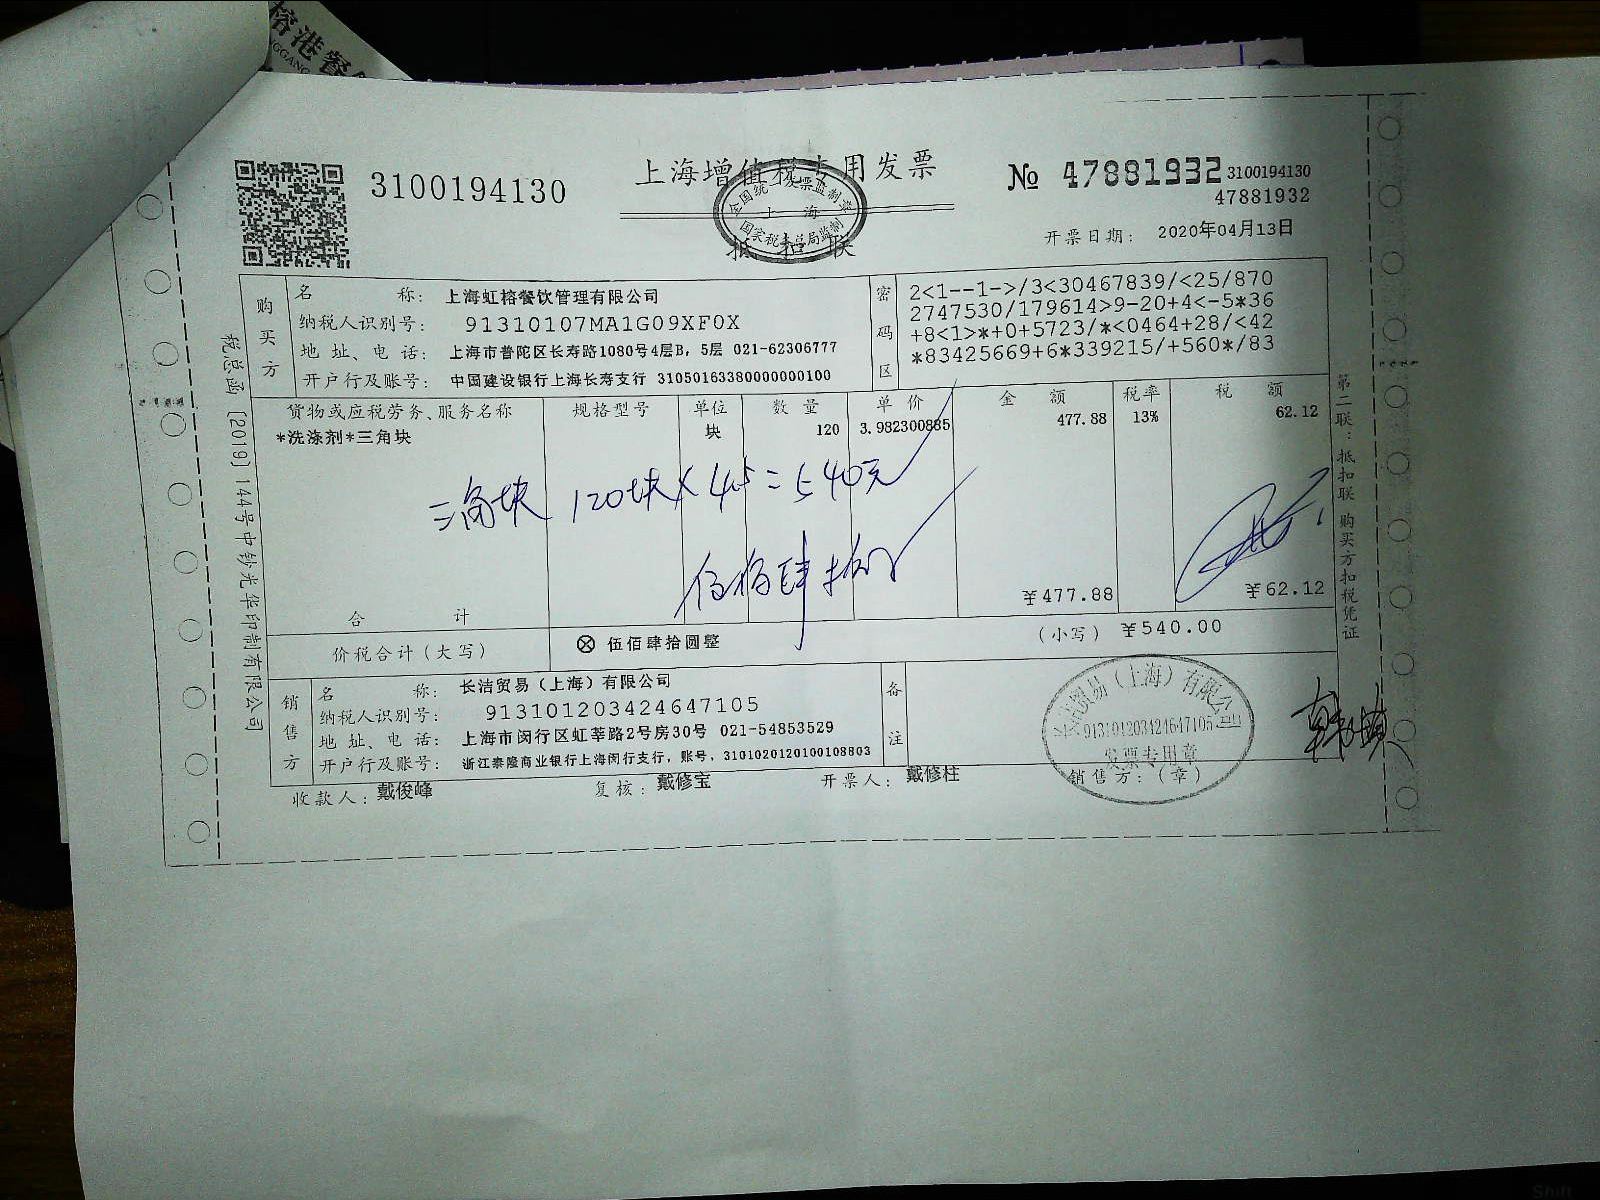 榕港餐
3100194130
上海增值税专用发票
全国统一发票监制章
上 海
国家税务总局监制
抵 扣 联
№ 47881932
3100194130
47881932
开票日期: 2020年04月13日
税总函[2019]144号中钞光华印制有限公司
购买方
名 称: 上海虹榕餐饮管理有限公司
纳税人识别号: 91310107MA1G09XF0X
地 址、电 话: 上海市普陀区长寿路1080号4层B, 5层 021-62306777
开户行及账号: 中国建设银行上海长寿支行 31050163380000000100
密码区
2<1--1->/3<30467839/<25/870
2747530/179614>9-20+4<-5*36
+8<1>*+0+5723/*<0464+28/<42
*83425669+6*339215/+560*/83
货物或应税劳务、服务名称 规格型号 单位 数 量 单 价 金 额 税率 税 额
*洗涤剂*三角块 块 120 3.982300885 477.88 13% 62.12
三角块 120块×4.5=540元
伍佰肆拾元
合 计 ¥477.88 ¥62.12
价税合计(大写) ⊗ 伍佰肆拾圆整 (小写) ¥540.00
销售方
名 称: 长洁贸易(上海)有限公司
纳税人识别号: 913101203424647105
地 址、电 话: 上海市闵行区虹莘路2号房30号 021-54853529
开户行及账号: 浙江泰隆商业银行上海闵行支行, 账号, 3101020120100108803
备注
长洁贸易(上海)有限公司
913101203424647105
发票专用章
收款人: 戴俊峰 复核: 戴修宝 开票人: 戴修柱 销售方: (章)
第二联:抵扣联 购买方扣税凭证